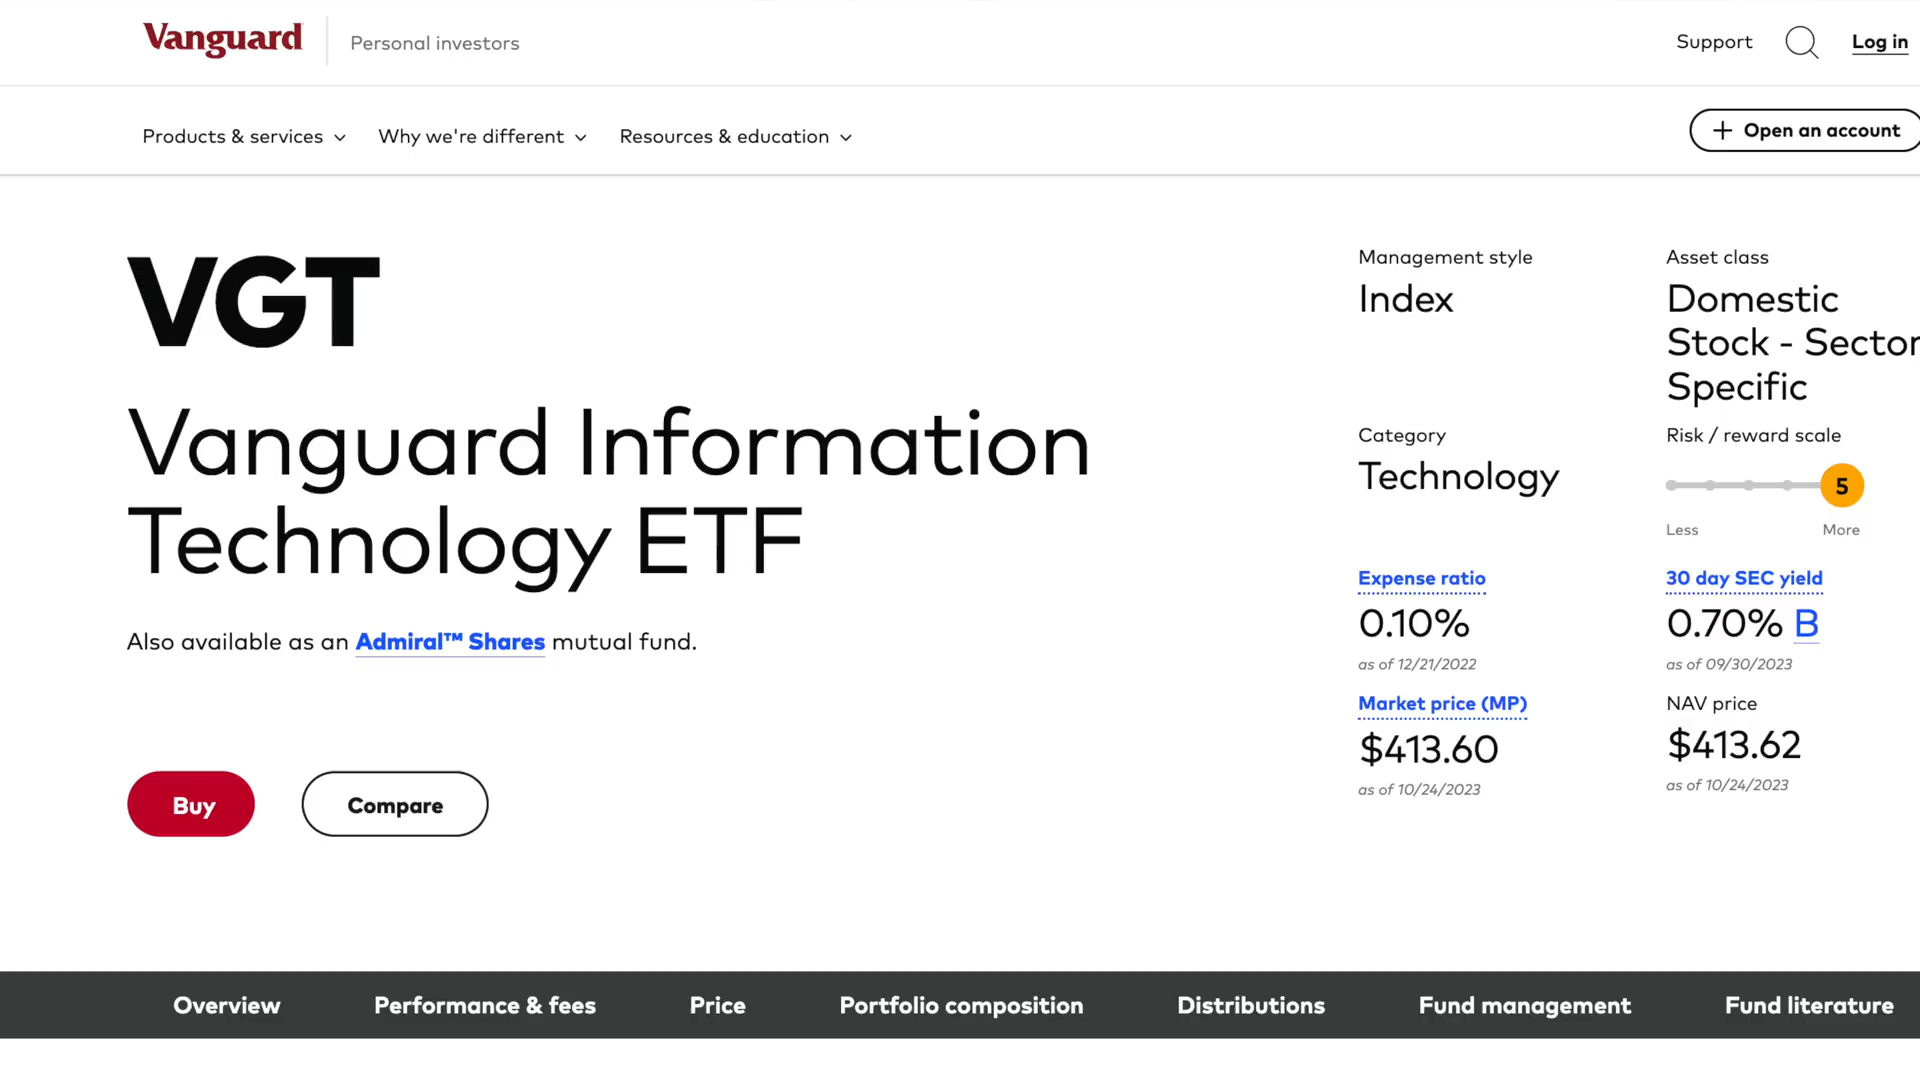 Vanguard
Personal investors
Support
Log in
Products & services
Why we're different
Resources & education
+ Open an account
VGT
Vanguard Information
Technology ETF
Also available as an Admiral™ Shares mutual fund.
Buy
Compare
Management style
Index
Asset class
Domestic
Stock - Sector
Specific
Category
Technology
Risk / reward scale
5
Less
More
Expense ratio
0.10%
as of 12/21/2022
30 day SEC yield
0.70% B
as of 09/30/2023
Market price (MP)
$413.60
as of 10/24/2023
NAV price
$413.62
as of 10/24/2023
Overview
Performance & fees
Price
Portfolio composition
Distributions
Fund management
Fund literature